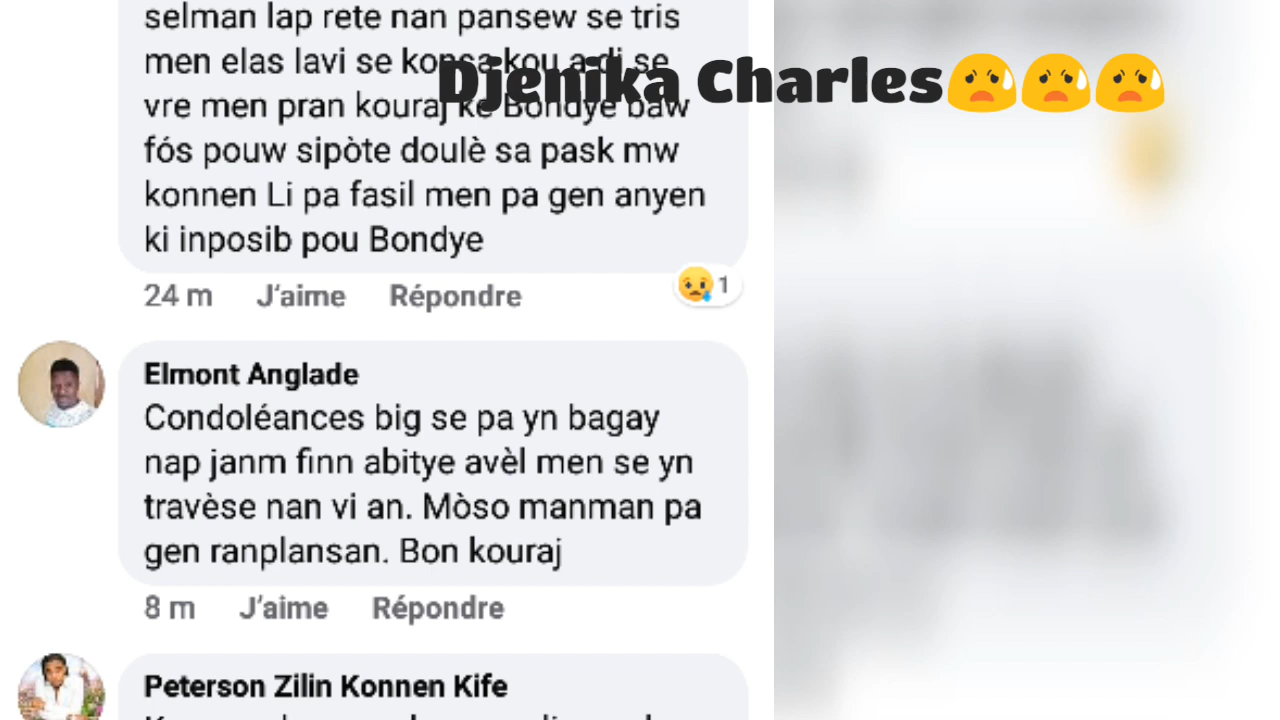 selman lap rete nan pansew se tris
men elas lavi se konsa kou a di se
Djenika Charles
vre men pran kouraj ke Bondye baw
fós pouw sipòte doulè sa pask mw
konnen Li pa fasil men pa gen anyen
ki inposib pou Bondye
24 m J'aime Répondre 1
Elmont Anglade
Condoléances big se pa yn bagay
nap janm finn abitye avèl men se yn
travèse nan vi an. Mòso manman pa
gen ranplansan. Bon kouraj
8 m J'aime Répondre
Peterson Zilin Konnen Kife